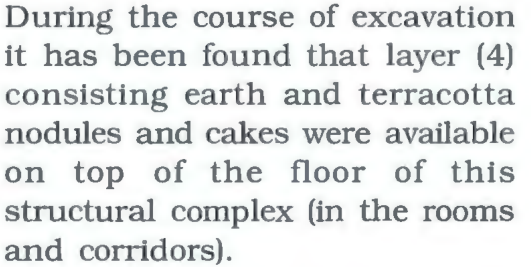 During the course of excavation
it has been found that layer (4)
consisting earth and terracotta
nodules and cakes were available
on top of the floor of this
structural complex (in the rooms
and corridors).